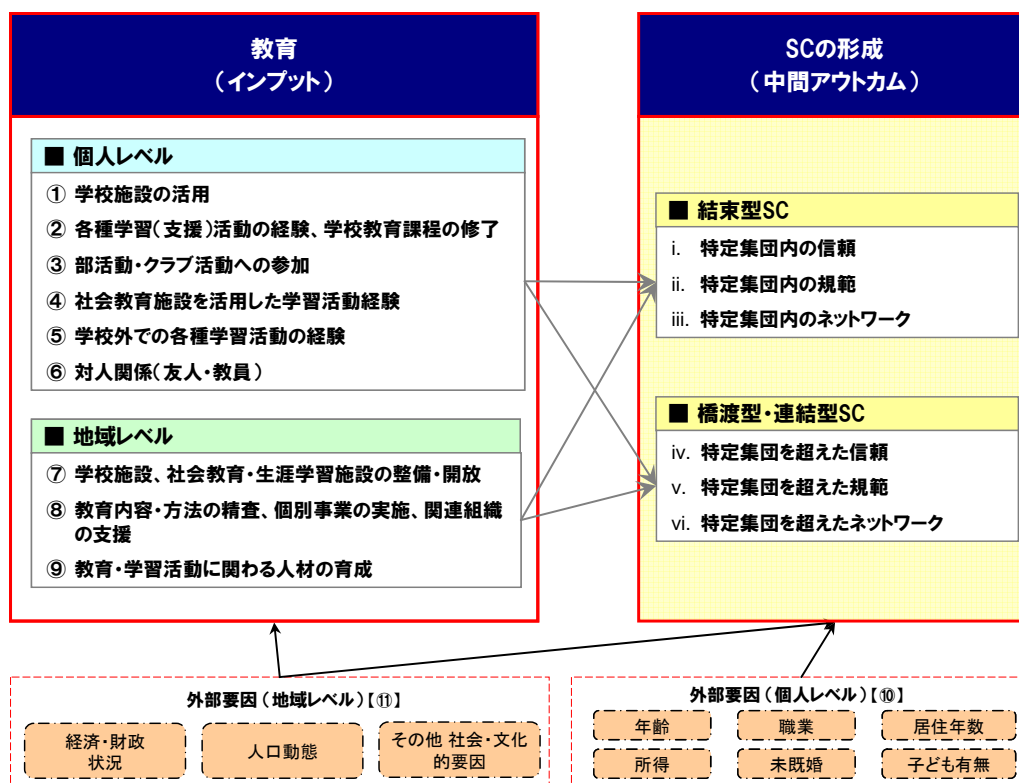 教育
（インプット）
■ 個人レベル
① 学校施設の活用
② 各種学習(支援)活動の経験、学校教育課程の修了
③ 部活動・クラブ活動への参加
④ 社会教育施設を活用した学習活動経験
⑤ 学校外での各種学習活動の経験
⑥ 対人関係(友人・教員)
■ 地域レベル
⑦ 学校施設、社会教育・生涯学習施設の整備・開放
⑧ 教育内容・方法の精査、個別事業の実施、関連組織
の支援
⑨ 教育・学習活動に関わる人材の育成
SCの形成
（中間アウトカム）
■ 結束型SC
i. 特定集団内の信頼
ii. 特定集団内の規範
iii. 特定集団内のネットワーク
■ 橋渡型・連結型SC
iv. 特定集団を超えた信頼
v. 特定集団を超えた規範
vi. 特定集団を超えたネットワーク
外部要因(地域レベル)【⑪】
経済・財政
状況
人口動態
その他 社会・文化
的要因
外部要因(個人レベル)【⑩】
年齢
職業
居住年数
所得
未既婚
子ども有無